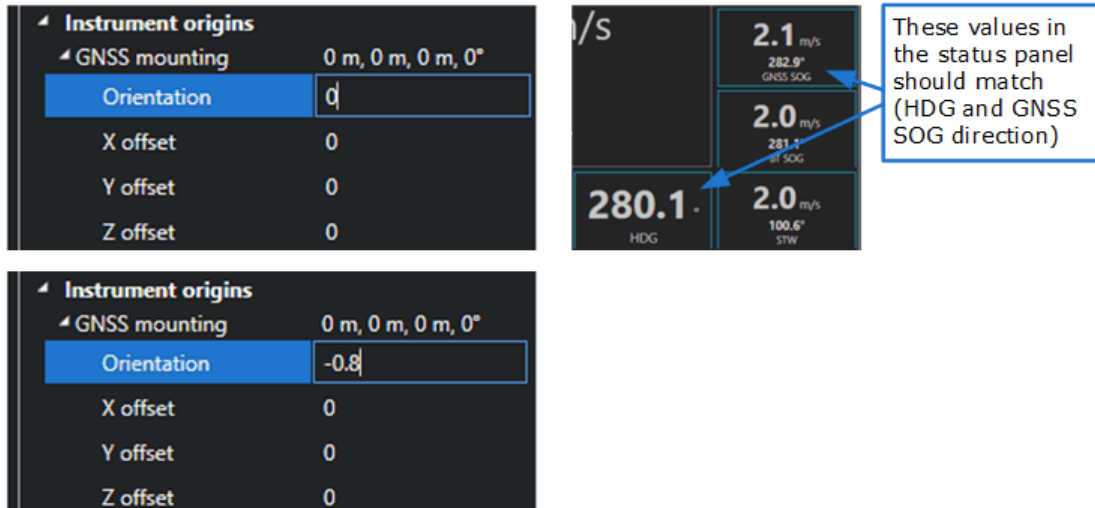 Instrument origins
GNSS mounting 0 m, 0 m, 0 m, 0°
Orientation 0
X offset 0
Y offset 0
Z offset 0
/s
2.1 m/s
282.9°
GNSS SOG
2.0 m/s
281.1°
BT SOG
280.1 °
HDG
2.0 m/s
100.6°
STW
These values in
the status panel
should match
(HDG and GNSS
SOG direction)
Instrument origins
GNSS mounting 0 m, 0 m, 0 m, 0°
Orientation -0.8
X offset 0
Y offset 0
Z offset 0